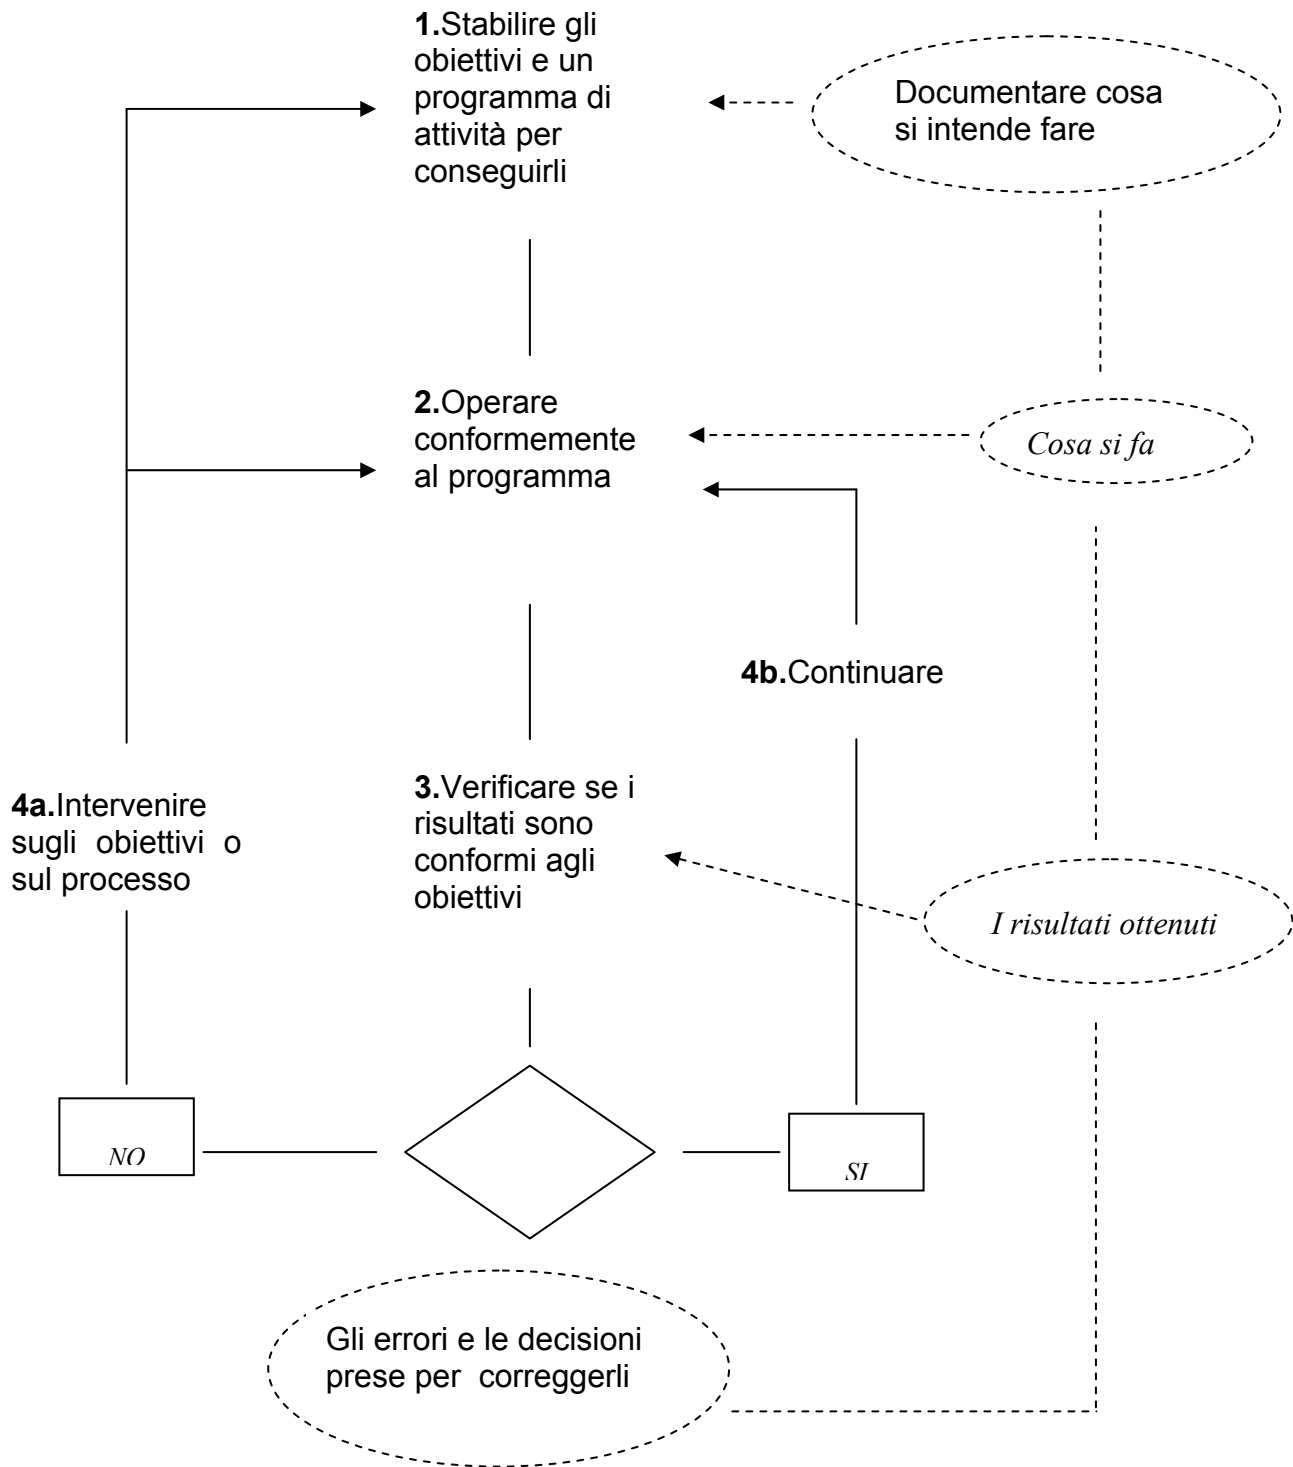 1.Stabilire gli
obiettivi e un
programma di
attività per
conseguirli
Documentare cosa
si intende fare
2.Operare
conformemente
al programma
Cosa si fa
4b.Continuare
4a.Intervenire
sugli obiettivi o
sul processo
3.Verificare se i
risultati sono
conformi agli
obiettivi
I risultati ottenuti
NO
SI
Gli errori e le decisioni
prese per correggerli